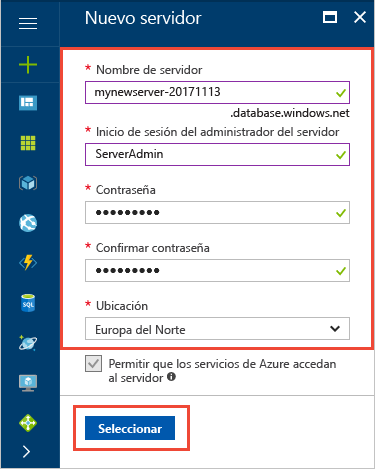 Nuevo servidor
* Nombre de servidor
mynewserver-20171113
.database.windows.net
* Inicio de sesión del administrador del servidor
ServerAdmin
* Contraseña
•••••••••
* Confirmar contraseña
•••••••••
* Ubicación
Europa del Norte
Permitir que los servicios de Azure accedan
al servidor
Seleccionar
SQL